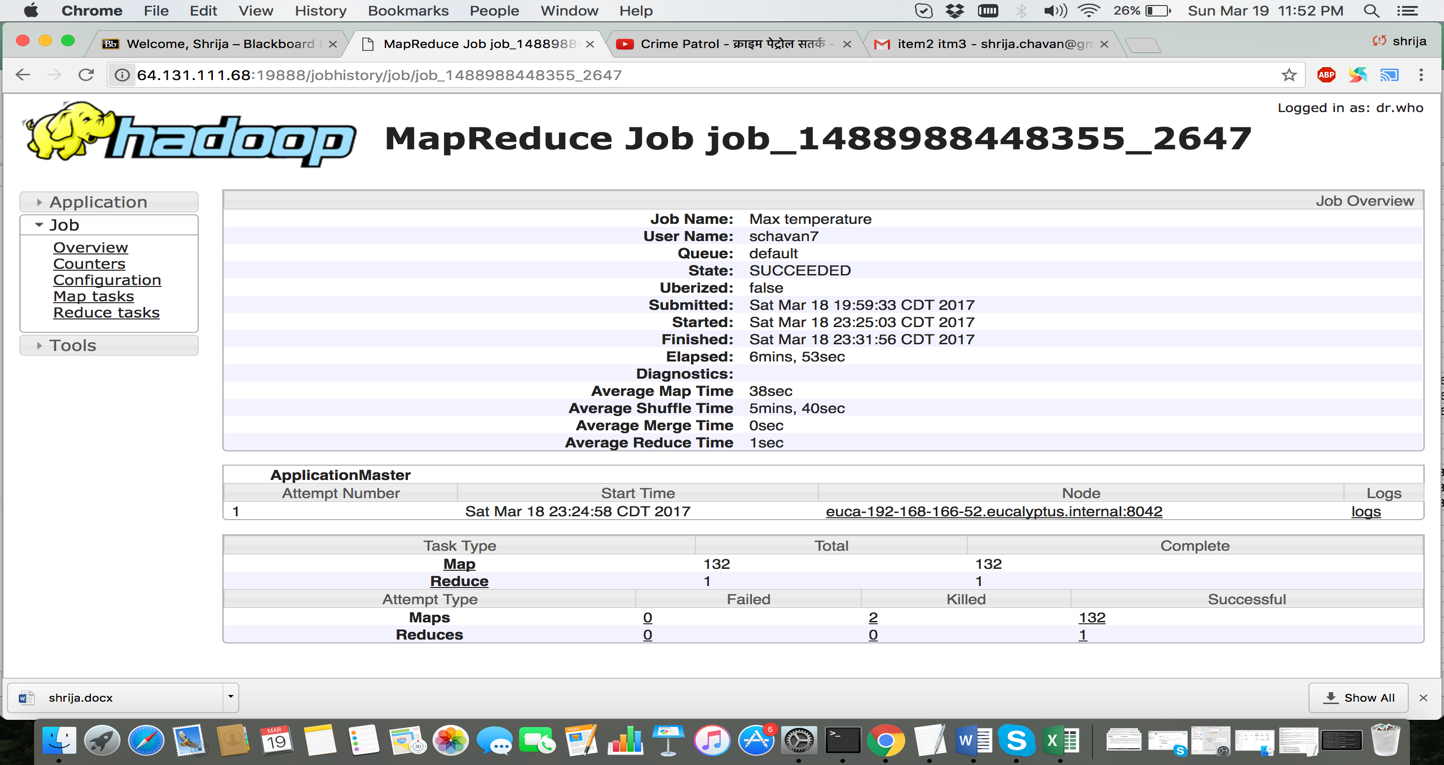 Chrome File Edit View History Bookmarks People Window Help 26% Sun Mar 19 11:52 PM
Bb Welcome, Shrija – Blackboard MapReduce Job job_148898 Crime Patrol - क्राइम पेट्रोल सतर्क - item2 itm3 - shrija.chavan@gm shrija
64.131.111.68:19888/jobhistory/job/job_1488988448355_2647 ABP
Logged in as: dr.who
hadoop MapReduce Job job_1488988448355_2647
Application
Job
Overview
Counters
Configuration
Map tasks
Reduce tasks
Tools
Job Overview
Job Name: Max temperature
User Name: schavan7
Queue: default
State: SUCCEEDED
Uberized: false
Submitted: Sat Mar 18 19:59:33 CDT 2017
Started: Sat Mar 18 23:25:03 CDT 2017
Finished: Sat Mar 18 23:31:56 CDT 2017
Elapsed: 6mins, 53sec
Diagnostics:
Average Map Time 38sec
Average Shuffle Time 5mins, 40sec
Average Merge Time 0sec
Average Reduce Time 1sec
ApplicationMaster
Attempt Number Start Time Node Logs
1 Sat Mar 18 23:24:58 CDT 2017 euca-192-168-166-52.eucalyptus.internal:8042 logs
Task Type Total Complete
Map 132 132
Reduce 1 1
Attempt Type Failed Killed Successful
Maps 0 2 132
Reduces 0 0 1
shrija.docx Show All
MAR 19 5